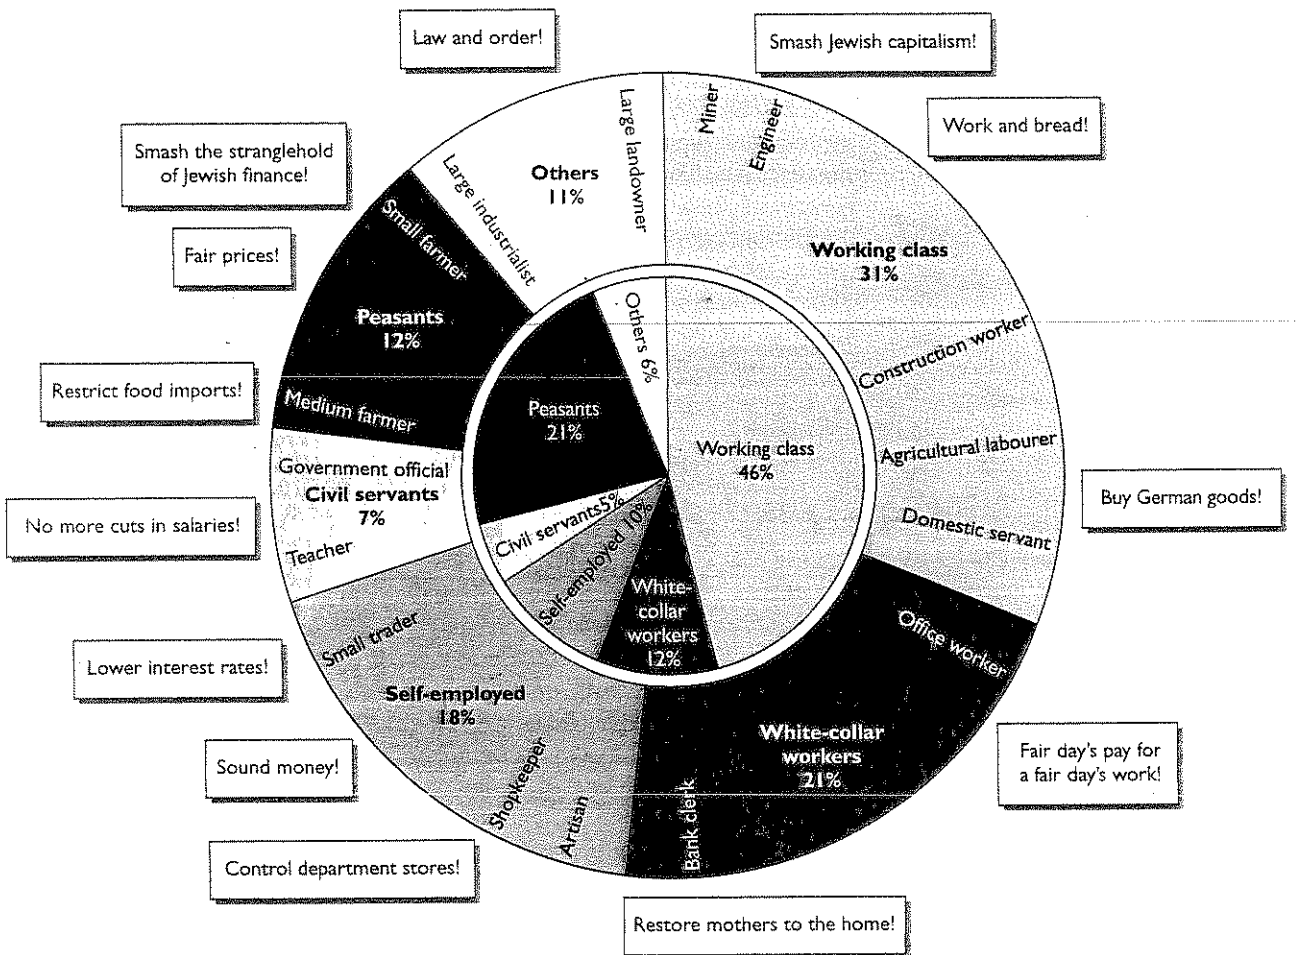 Law and order!
Smash Jewish capitalism!
Work and bread!
Smash the stranglehold
of Jewish finance!
Fair prices!
Restrict food imports!
No more cuts in salaries!
Lower interest rates!
Sound money!
Control department stores!
Restore mothers to the home!
Fair day's pay for
a fair day's work!
Buy German goods!
Miner
Engineer
Working class
31%
Construction worker
Agricultural labourer
Domestic servant
Office worker
White-collar
workers
21%
Bank clerk
Artisan
Shopkeeper
Self-employed
18%
Small trader
Teacher
Civil servants
7%
Government official
Medium farmer
Peasants
12%
Small farmer
Large industrialist
Others
11%
Large landowner
Others 6%
Peasants
21%
Civil servants 5%
Self-employed 10%
White-
collar
workers
12%
Working class
46%